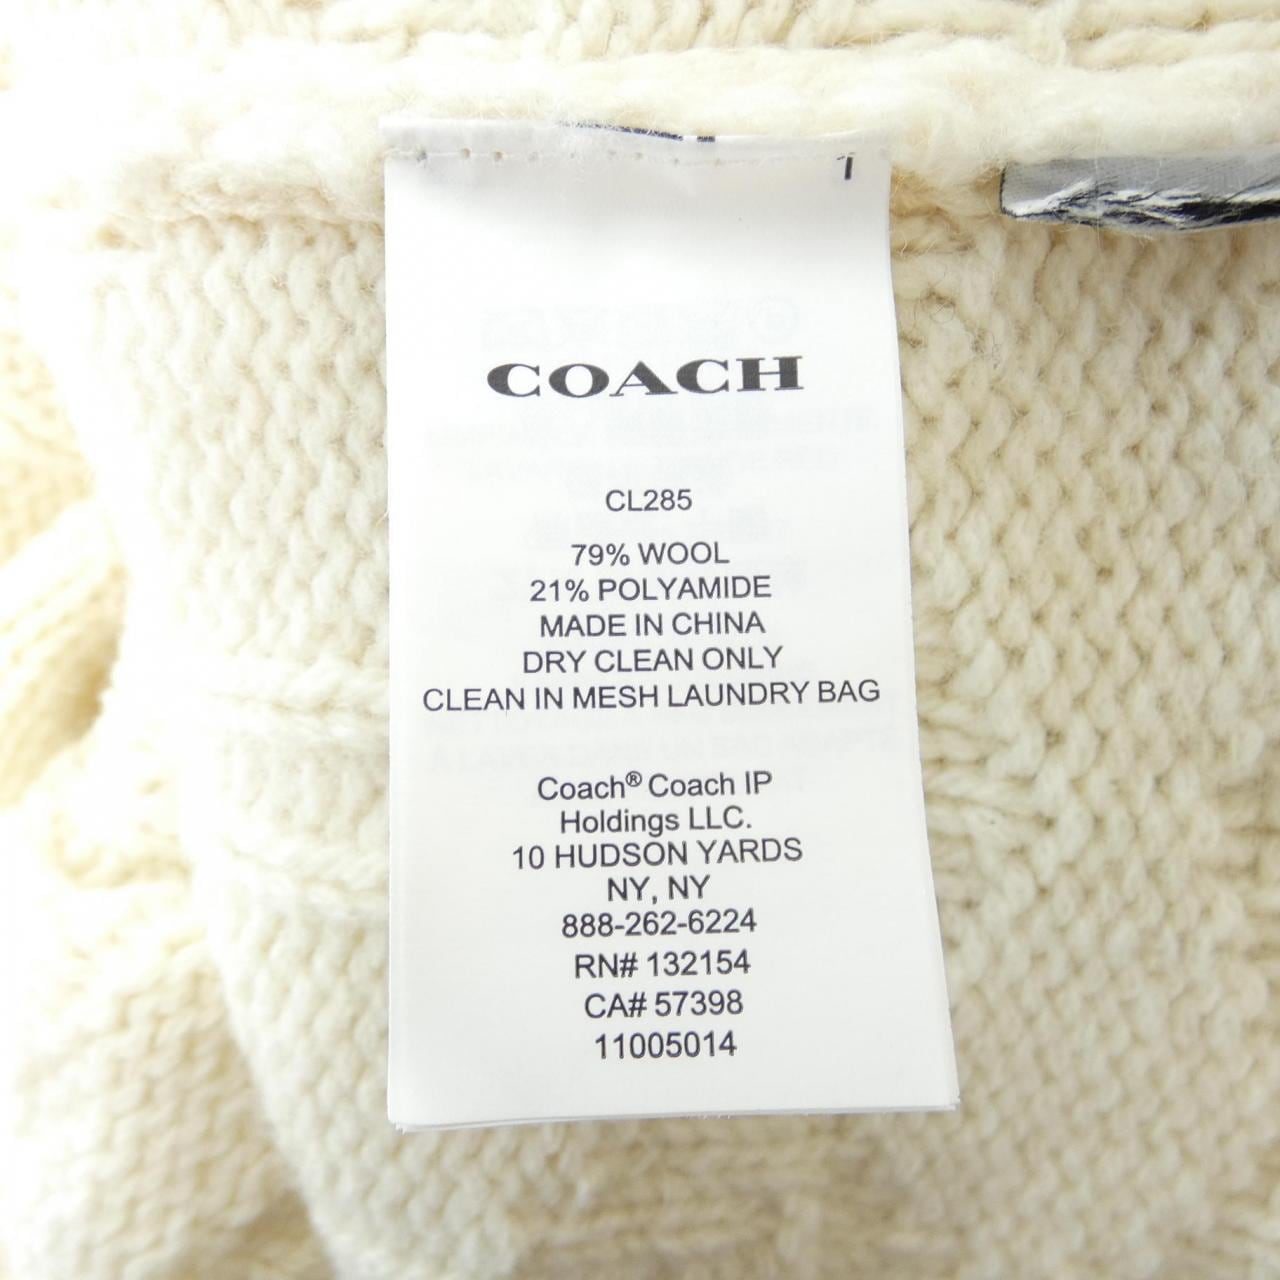 1
COACH
CL285
79% WOOL
21% POLYAMIDE
MADE IN CHINA
DRY CLEAN ONLY
CLEAN IN MESH LAUNDRY BAG
Coach® Coach IP
Holdings LLC.
10 HUDSON YARDS
NY, NY
888-262-6224
RN# 132154
CA# 57398
11005014